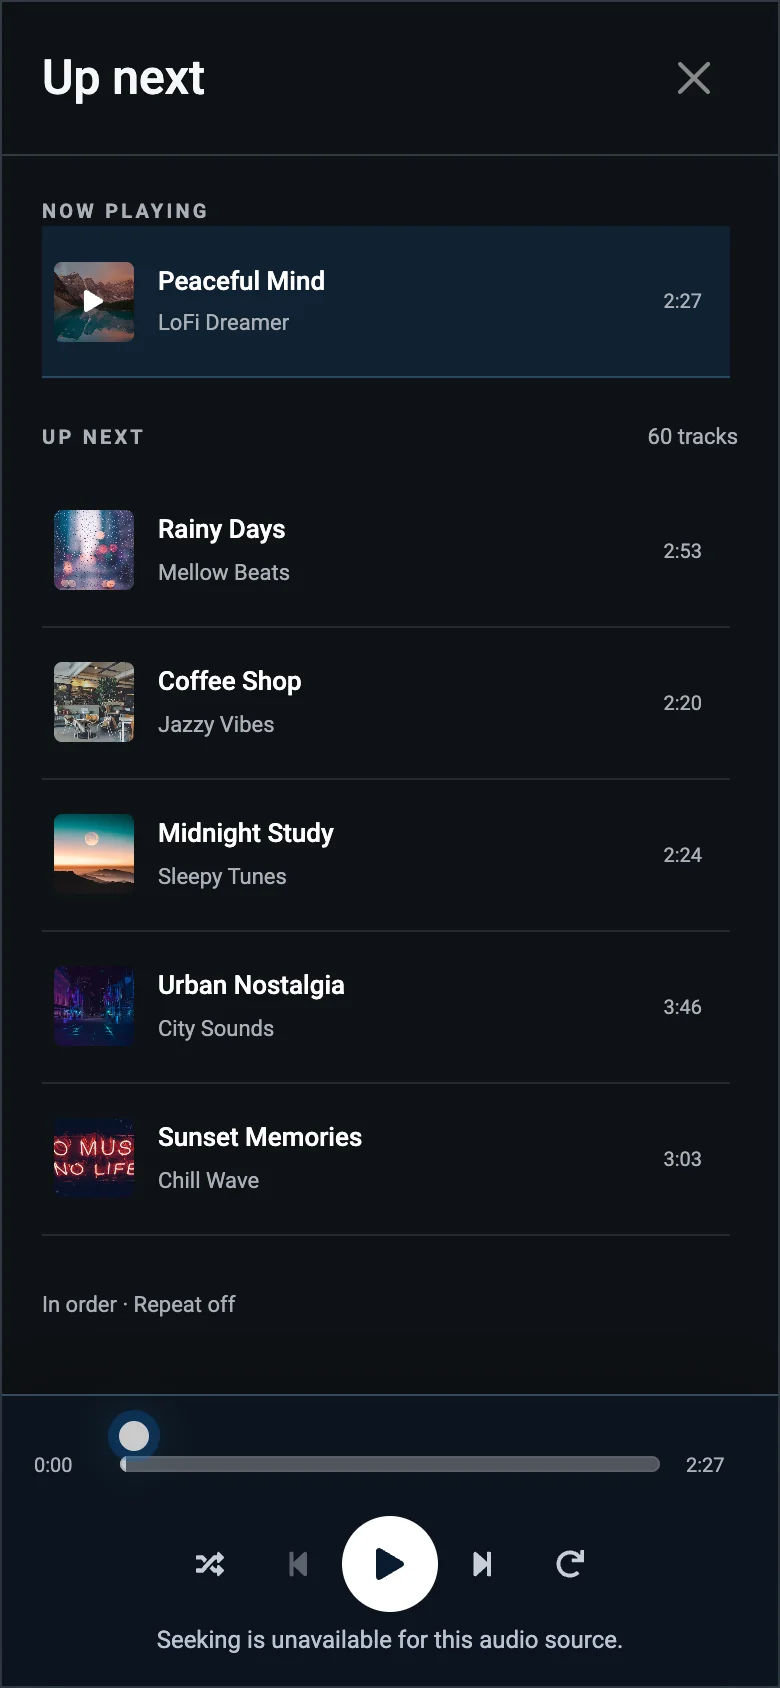 Up next
NOW PLAYING
Peaceful Mind
LoFi Dreamer
2:27
UP NEXT
60 tracks
Rainy Days
Mellow Beats
2:53
Coffee Shop
Jazzy Vibes
2:20
Midnight Study
Sleepy Tunes
2:24
Urban Nostalgia
City Sounds
3:46
O MUS
NO LIFE
Sunset Memories
Chill Wave
3:03
In order · Repeat off
0:00
2:27
Seeking is unavailable for this audio source.